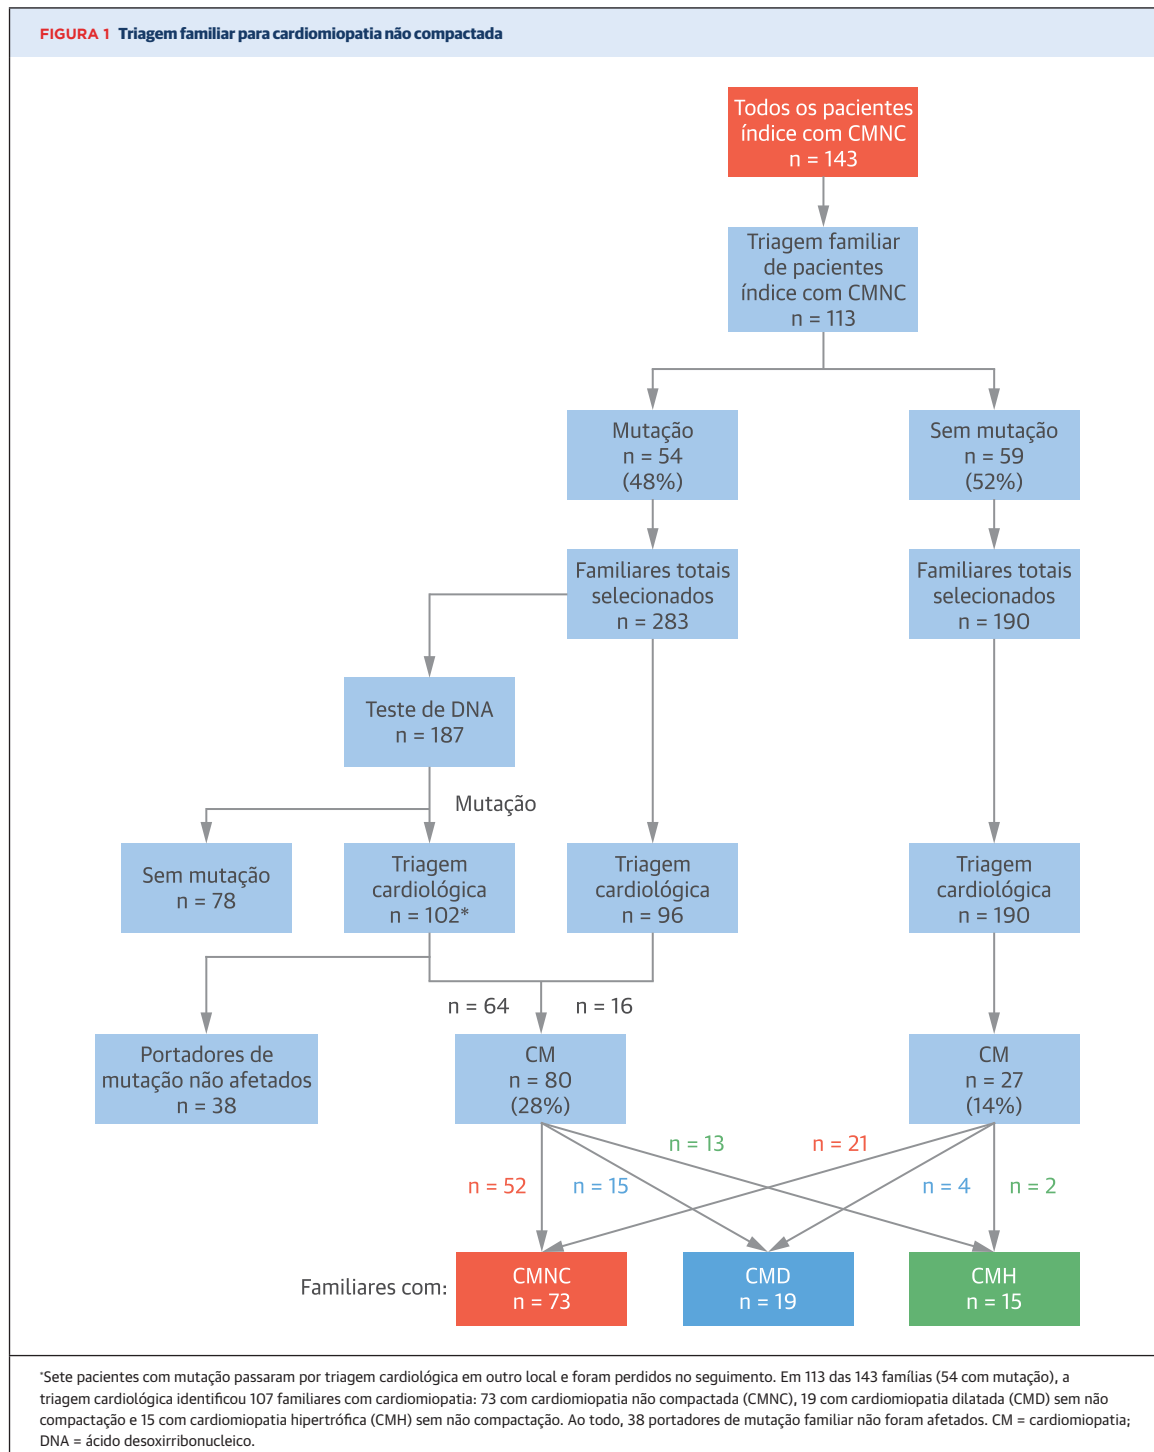 FIGURA 1 Triagem familiar para cardiomiopatia não compactada
Todos os pacientes
índice com CMNC
n = 143
Triagem familiar
de pacientes
índice com CMNC
n = 113
Mutação
n = 54
(48%)
Sem mutação
n = 59
(52%)
Familiares totais
selecionados
n = 283
Familiares totais
selecionados
n = 190
Teste de DNA
n = 187
Mutação
Sem mutação
n = 78
Triagem
cardiológica
n = 102*
Triagem
cardiológica
n = 96
Triagem
cardiológica
n = 190
n = 64
n = 16
Portadores de
mutação não afetados
n = 38
CM
n = 80
(28%)
CM
n = 27
(14%)
n = 13
n = 21
n = 52
n = 15
n = 4
n = 2
Familiares com:
CMNC
n = 73
CMD
n = 19
CMH
n = 15
*Sete pacientes com mutação passaram por triagem cardiológica em outro local e foram perdidos no seguimento. Em 113 das 143 famílias (54 com mutação), a
triagem cardiológica identificou 107 familiares com cardiomiopatia: 73 com cardiomiopatia não compactada (CMNC), 19 com cardiomiopatia dilatada (CMD) sem não
compactação e 15 com cardiomiopatia hipertrófica (CMH) sem não compactação. Ao todo, 38 portadores de mutação familiar não foram afetados. CM = cardiomiopatia;
DNA = ácido desoxirribonucleico.